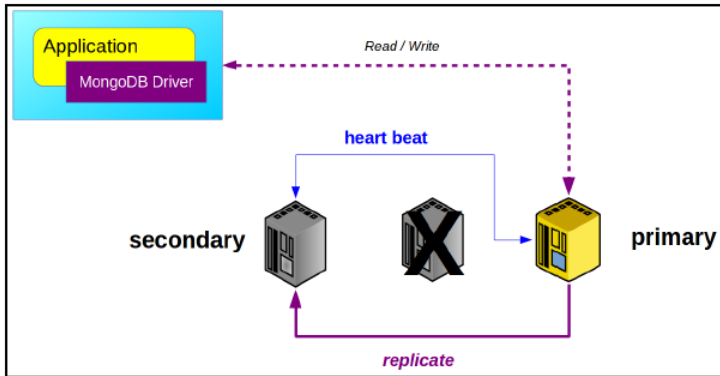 Application
MongoDB Driver
Read / Write
heart beat
secondary
X
primary
replicate